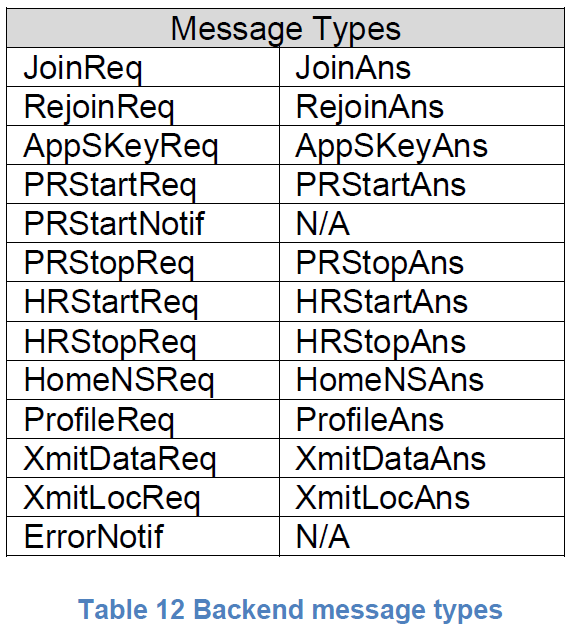 Message Types
JoinReq JoinAns
RejoinReq RejoinAns
AppSKeyReq AppSKeyAns
PRStartReq PRStartAns
PRStartNotif N/A
PRStopReq PRStopAns
HRStartReq HRStartAns
HRStopReq HRStopAns
HomeNSReq HomeNSAns
ProfileReq ProfileAns
XmitDataReq XmitDataAns
XmitLocReq XmitLocAns
ErrorNotif N/A
Table 12 Backend message types